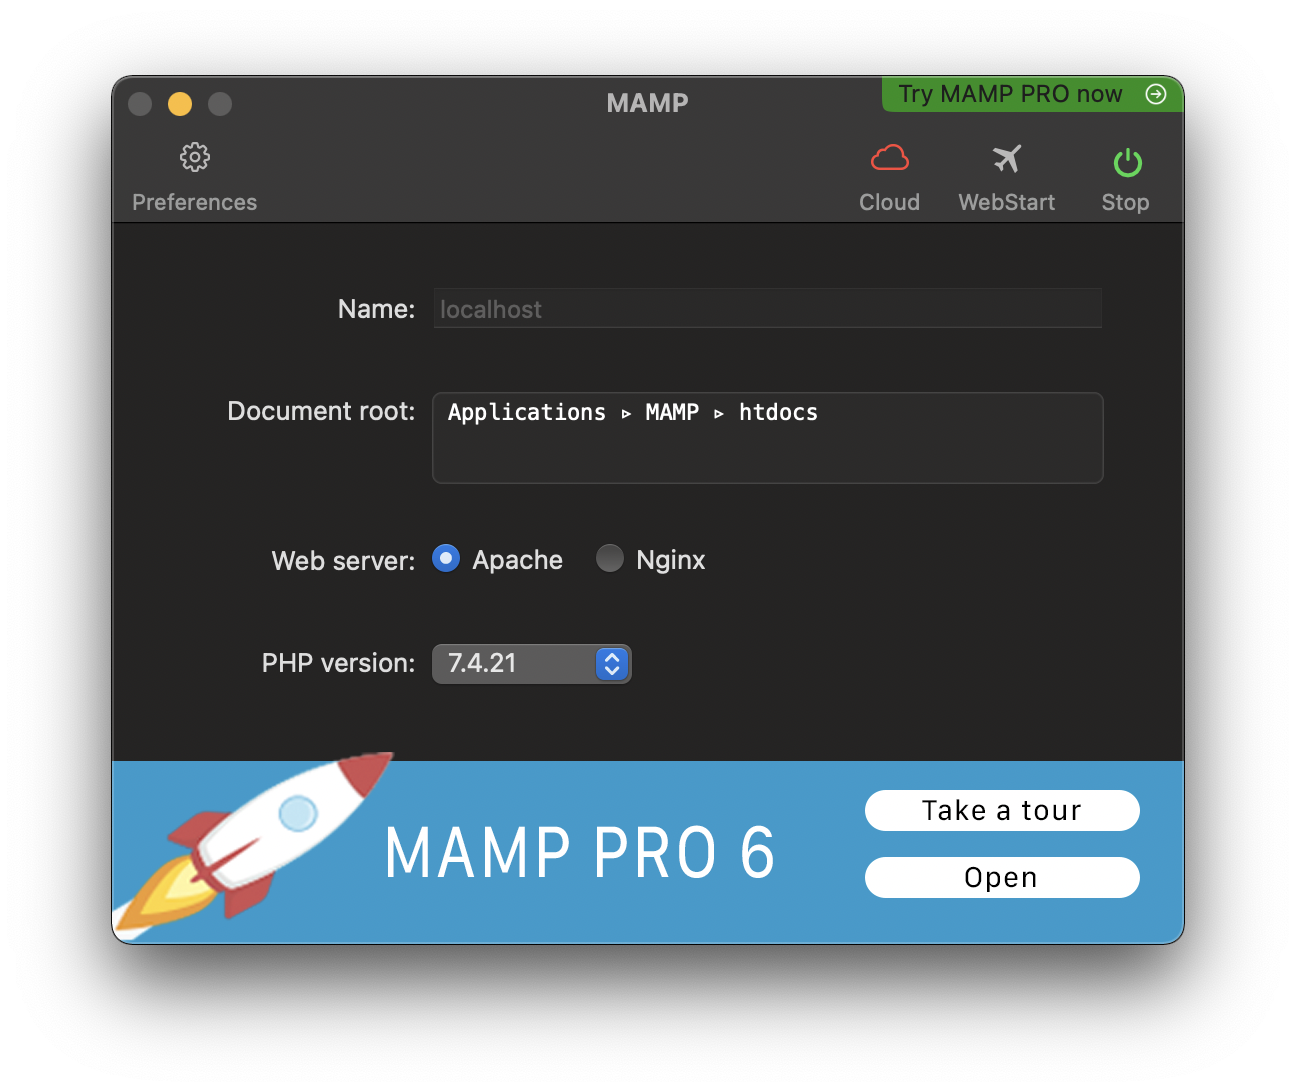 MAMP
Try MAMP PRO now
Preferences
Cloud
WebStart
Stop
Name: localhost
Document root: Applications ▹ MAMP ▹ htdocs
Web server: Apache Nginx
PHP version: 7.4.21
MAMP PRO 6
Take a tour
Open